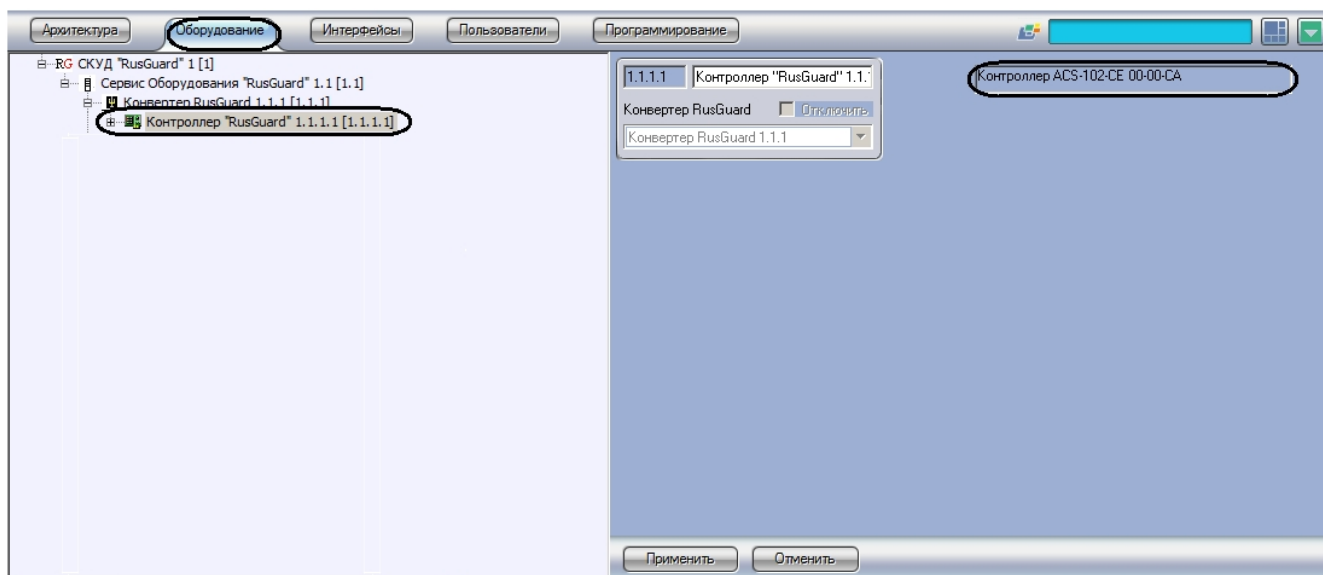 Архитектура Оборудование Интерфейсы Пользователи Программирование
RG СКУД "RusGuard" 1 [1]
Сервис Оборудования "RusGuard" 1.1 [1.1]
Конвертер RusGuard 1.1.1 [1.1.1]
Контроллер "RusGuard" 1.1.1.1 [1.1.1.1]
1.1.1.1 Контроллер "RusGuard" 1.1.
Конвертер RusGuard Отключить
Конвертер RusGuard 1.1.1
Контроллер ACS-102-CE 00-00-CA
Применить Отменить